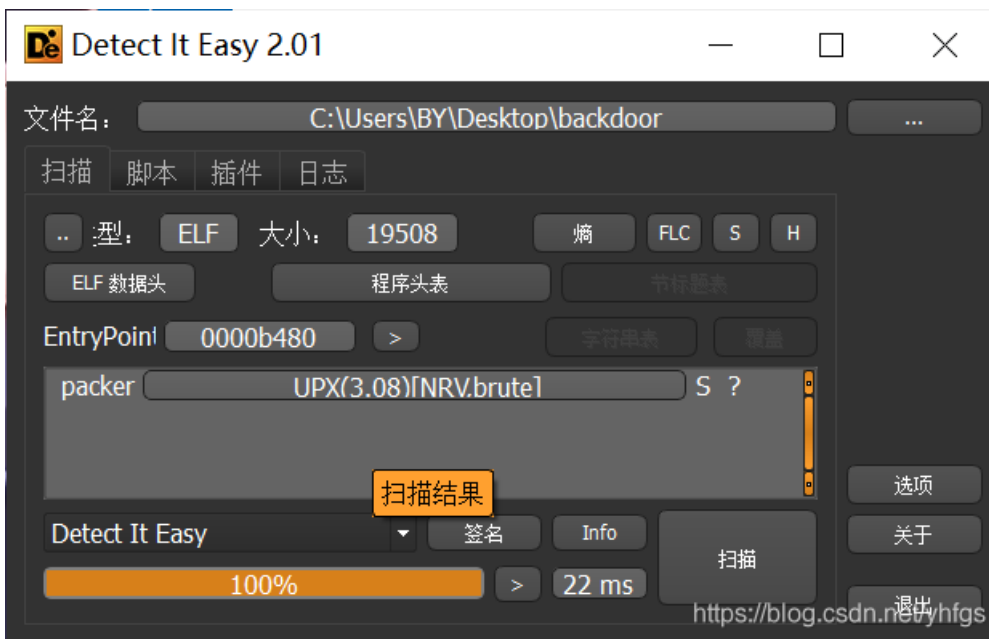 Detect It Easy 2.01
文件名： C:\Users\BY\Desktop\backdoor ...
扫描 脚本 插件 日志
.. 型： ELF 大小： 19508 熵 FLC S H
ELF 数据头 程序头表 节标题表
EntryPoint 0000b480 > 字符串表 覆盖
packer UPX(3.08)[NRV,brute] S ?
扫描结果
选项
Detect It Easy 签名 Info 扫描 关于
100% > 22 ms
退出
https://blog.csdn.net/yhfgs